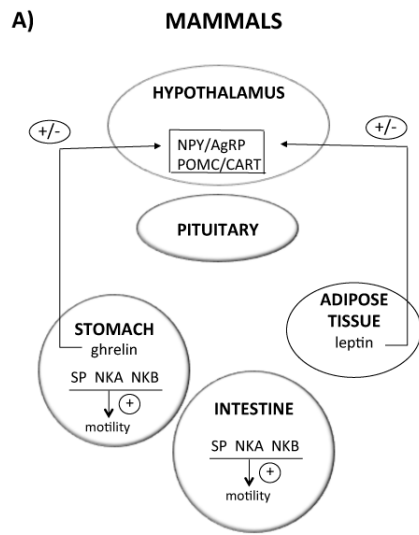 A)
MAMMALS
HYPOTHALAMUS
+/-
+/-
NPY/AgRP
POMC/CART
PITUITARY
ADIPOSE
TISSUE
leptin
STOMACH
ghrelin
SP NKA NKB
+
motility
INTESTINE
SP NKA NKB
+
motility